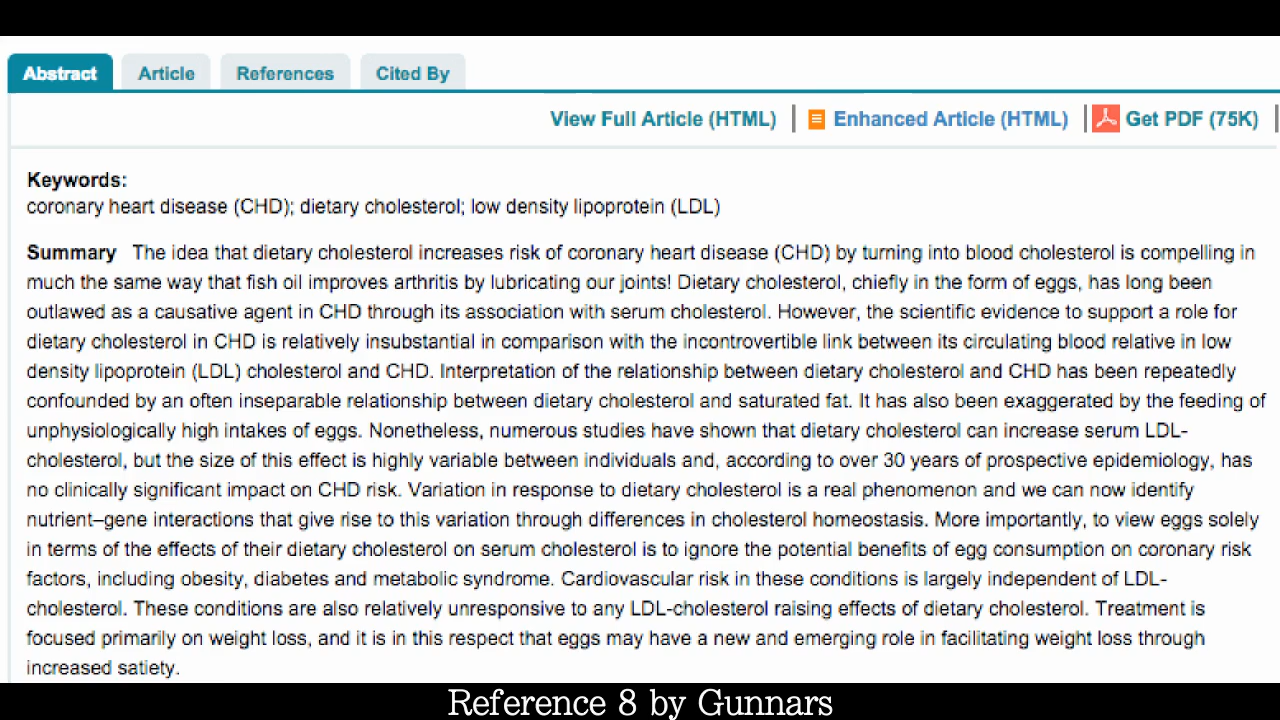 Abstract Article References Cited By
View Full Article (HTML) Enhanced Article (HTML) Get PDF (75K)
Keywords:
coronary heart disease (CHD); dietary cholesterol; low density lipoprotein (LDL)
Summary The idea that dietary cholesterol increases risk of coronary heart disease (CHD) by turning into blood cholesterol is compelling in
much the same way that fish oil improves arthritis by lubricating our joints! Dietary cholesterol, chiefly in the form of eggs, has long been
outlawed as a causative agent in CHD through its association with serum cholesterol. However, the scientific evidence to support a role for
dietary cholesterol in CHD is relatively insubstantial in comparison with the incontrovertible link between its circulating blood relative in low
density lipoprotein (LDL) cholesterol and CHD. Interpretation of the relationship between dietary cholesterol and CHD has been repeatedly
confounded by an often inseparable relationship between dietary cholesterol and saturated fat. It has also been exaggerated by the feeding of
unphysiologically high intakes of eggs. Nonetheless, numerous studies have shown that dietary cholesterol can increase serum LDL-
cholesterol, but the size of this effect is highly variable between individuals and, according to over 30 years of prospective epidemiology, has
no clinically significant impact on CHD risk. Variation in response to dietary cholesterol is a real phenomenon and we can now identify
nutrient–gene interactions that give rise to this variation through differences in cholesterol homeostasis. More importantly, to view eggs solely
in terms of the effects of their dietary cholesterol on serum cholesterol is to ignore the potential benefits of egg consumption on coronary risk
factors, including obesity, diabetes and metabolic syndrome. Cardiovascular risk in these conditions is largely independent of LDL-
cholesterol. These conditions are also relatively unresponsive to any LDL-cholesterol raising effects of dietary cholesterol. Treatment is
focused primarily on weight loss, and it is in this respect that eggs may have a new and emerging role in facilitating weight loss through
increased satiety.
Reference 8 by Gunnars